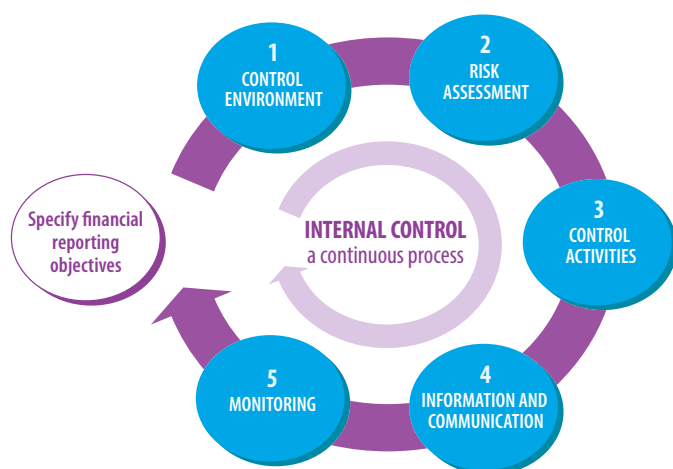 1
CONTROL
ENVIRONMENT
2
RISK
ASSESSMENT
3
CONTROL
ACTIVITIES
4
INFORMATION AND
COMMUNICATION
5
MONITORING
Specify financial
reporting
objectives
INTERNAL CONTROL
a continuous process